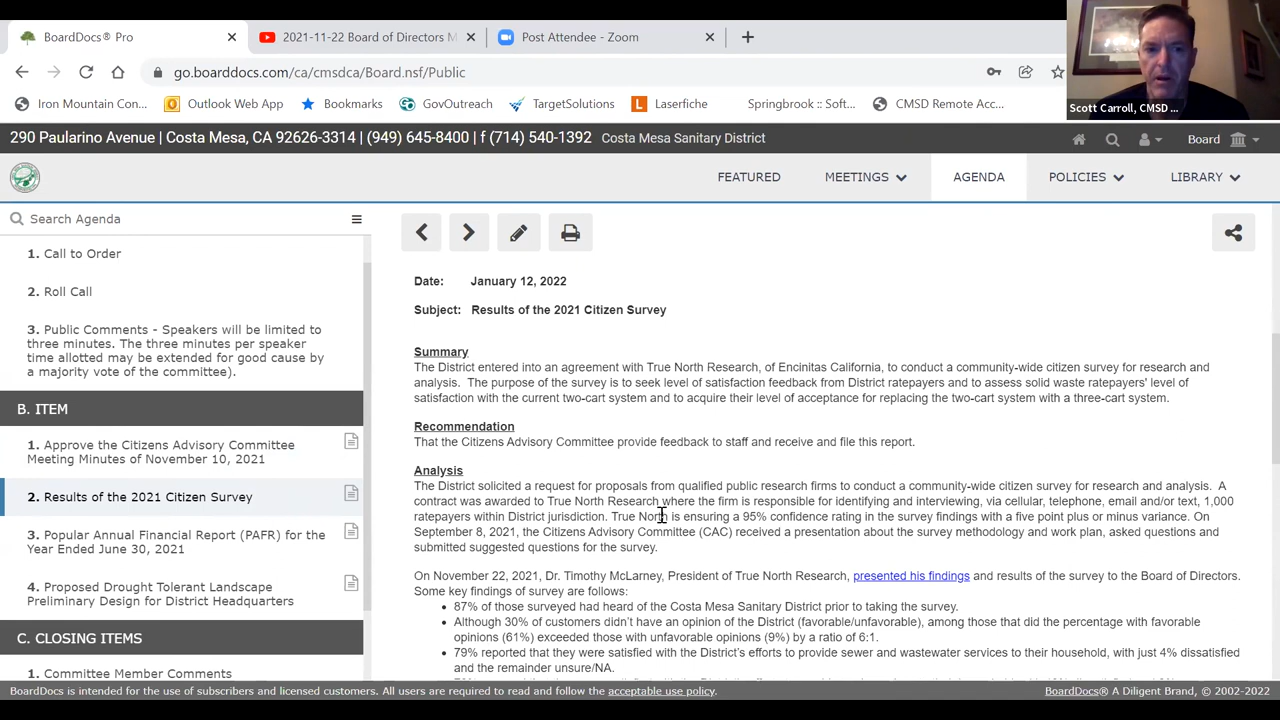 BoardDocs® Pro
2021-11-22 Board of Directors M
Post Attendee - Zoom
go.boarddocs.com/ca/cmsdca/Board.nsf/Public
Iron Mountain Con...
Outlook Web App
Bookmarks
GovOutreach
TargetSolutions
Laserfiche
Springbrook :: Soft...
CMSD Remote Acc...
Scott Carroll, CMSD ...
290 Paularino Avenue | Costa Mesa, CA 92626-3314 | (949) 645-8400 | f (714) 540-1392 Costa Mesa Sanitary District
Board
FEATURED
MEETINGS
AGENDA
POLICIES
LIBRARY
Search Agenda
1. Call to Order
2. Roll Call
3. Public Comments - Speakers will be limited to
three minutes. The three minutes per speaker
time allotted may be extended for good cause by
a majority vote of the committee).
B. ITEM
1. Approve the Citizens Advisory Committee
Meeting Minutes of November 10, 2021
2. Results of the 2021 Citizen Survey
3. Popular Annual Financial Report (PAFR) for the
Year Ended June 30, 2021
4. Proposed Drought Tolerant Landscape
Preliminary Design for District Headquarters
C. CLOSING ITEMS
1. Committee Member Comments
Date: January 12, 2022
Subject: Results of the 2021 Citizen Survey
Summary
The District entered into an agreement with True North Research, of Encinitas California, to conduct a community-wide citizen survey for research and
analysis. The purpose of the survey is to seek level of satisfaction feedback from District ratepayers and to assess solid waste ratepayers' level of
satisfaction with the current two-cart system and to acquire their level of acceptance for replacing the two-cart system with a three-cart system.
Recommendation
That the Citizens Advisory Committee provide feedback to staff and receive and file this report.
Analysis
The District solicited a request for proposals from qualified public research firms to conduct a community-wide citizen survey for research and analysis. A
contract was awarded to True North Research where the firm is responsible for identifying and interviewing, via cellular, telephone, email and/or text, 1,000
ratepayers within District jurisdiction. True North is ensuring a 95% confidence rating in the survey findings with a five point plus or minus variance. On
September 8, 2021, the Citizens Advisory Committee (CAC) received a presentation about the survey methodology and work plan, asked questions and
submitted suggested questions for the survey.
On November 22, 2021, Dr. Timothy McLarney, President of True North Research, presented his findings and results of the survey to the Board of Directors.
Some key findings of survey are follows:
• 87% of those surveyed had heard of the Costa Mesa Sanitary District prior to taking the survey.
• Although 30% of customers didn't have an opinion of the District (favorable/unfavorable), among those that did the percentage with favorable
opinions (61%) exceeded those with unfavorable opinions (9%) by a ratio of 6:1.
• 79% reported that they were satisfied with the District's efforts to provide sewer and wastewater services to their household, with just 4% dissatisfied
and the remainder unsure/NA.
BoardDocs is intended for the use of subscribers and licensed customers. All users are required to read and follow the acceptable use policy.
BoardDocs® A Diligent Brand, © 2002-2022